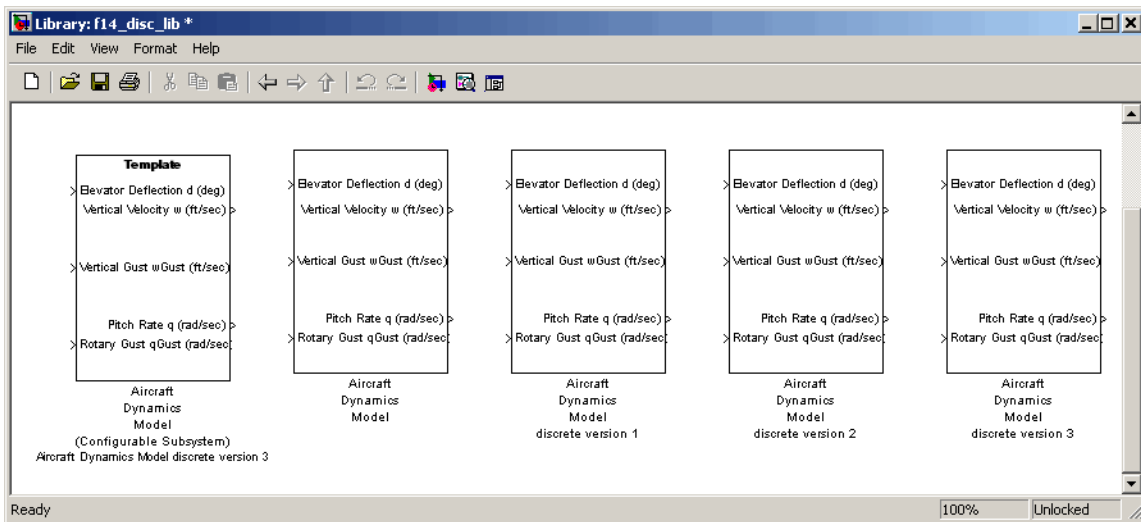 Library: f14_disc_lib *
File Edit View Format Help
Template
Elevator Deflection d (deg)
Vertical Velocity w (ft/sec)
Vertical Gust wGust (ft/sec)
Pitch Rate q (rad/sec)
Rotary Gust qGust (rad/sec)
Aircraft
Dynamics
Model
(Configurable Subsystem)
Aircraft Dynamics Model discrete version 3
Elevator Deflection d (deg)
Vertical Velocity w (ft/sec)
Vertical Gust wGust (ft/sec)
Pitch Rate q (rad/sec)
Rotary Gust qGust (rad/sec
Aircraft
Dynamics
Model
Elevator Deflection d (deg)
Vertical Velocity w (ft/sec)
Vertical Gust wGust (ft/sec)
Pitch Rate q (rad/sec)
Rotary Gust qGust (rad/sec
Aircraft
Dynamics
Model
discrete version 1
Elevator Deflection d (deg)
Vertical Velocity w (ft/sec)
Vertical Gust wGust (ft/sec)
Pitch Rate q (rad/sec)
Rotary Gust qGust (rad/sec
Aircraft
Dynamics
Model
discrete version 2
Elevator Deflection d (deg)
Vertical Velocity w (ft/sec)
Vertical Gust wGust (ft/sec)
Pitch Rate q (rad/sec)
Rotary Gust qGust (rad/sec
Aircraft
Dynamics
Model
discrete version 3
Ready 100% Unlocked